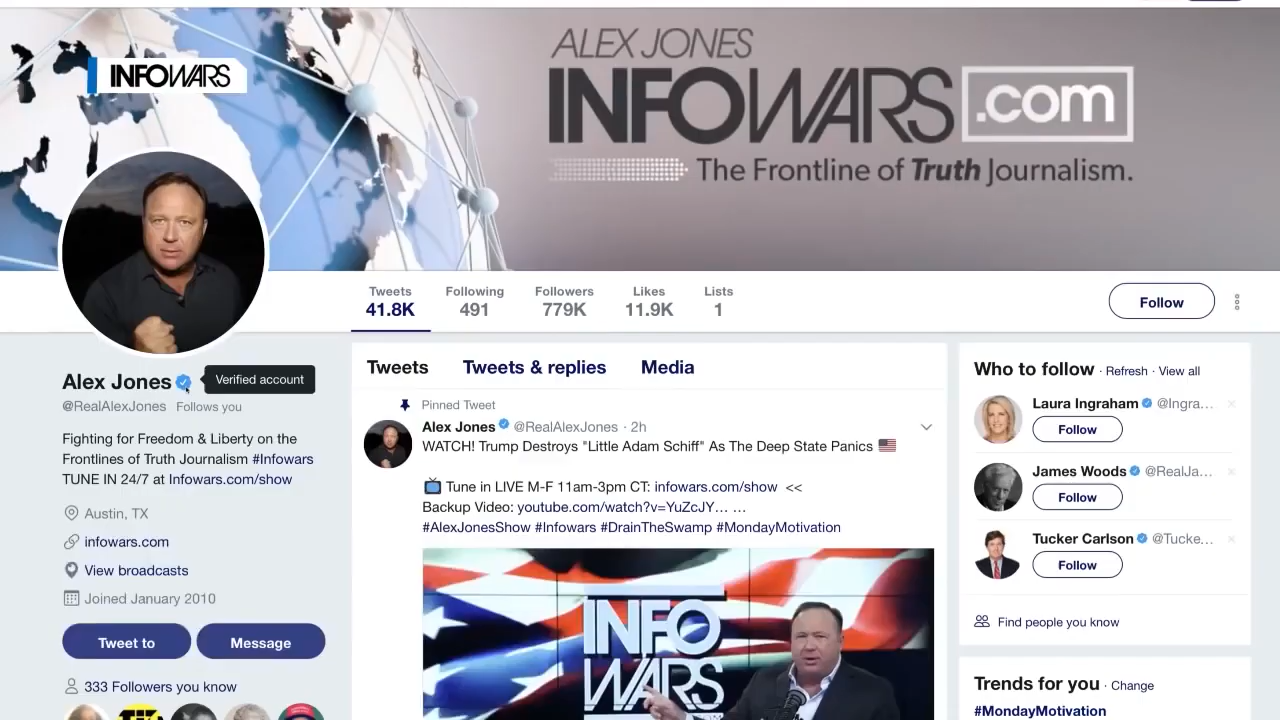 ALEX JONES
INFOWARS
INFOWARS.com
The Frontline of Truth Journalism.
Tweets
41.8K
Following
491
Followers
779K
Likes
11.9K
Lists
1
Follow
Alex Jones
Verified account
@RealAlexJones Follows you
Fighting for Freedom & Liberty on the
Frontlines of Truth Journalism #Infowars
TUNE IN 24/7 at Infowars.com/show
Austin, TX
infowars.com
View broadcasts
Joined January 2010
Tweet to
Message
333 Followers you know
Tweets
Tweets & replies
Media
Pinned Tweet
Alex Jones @RealAlexJones · 2h
WATCH! Trump Destroys "Little Adam Schiff" As The Deep State Panics 🇺🇸
📺 Tune in LIVE M-F 11am-3pm CT: infowars.com/show <<
Backup Video: youtube.com/watch?v=YuZcJY… …
#AlexJonesShow #Infowars #DrainTheSwamp #MondayMotivation
INFO
WARS
Who to follow · Refresh · View all
Laura Ingraham @Ingra…
Follow
James Woods @RealJa…
Follow
Tucker Carlson @Tucke…
Follow
Find people you know
Trends for you · Change
#MagondayMotivation